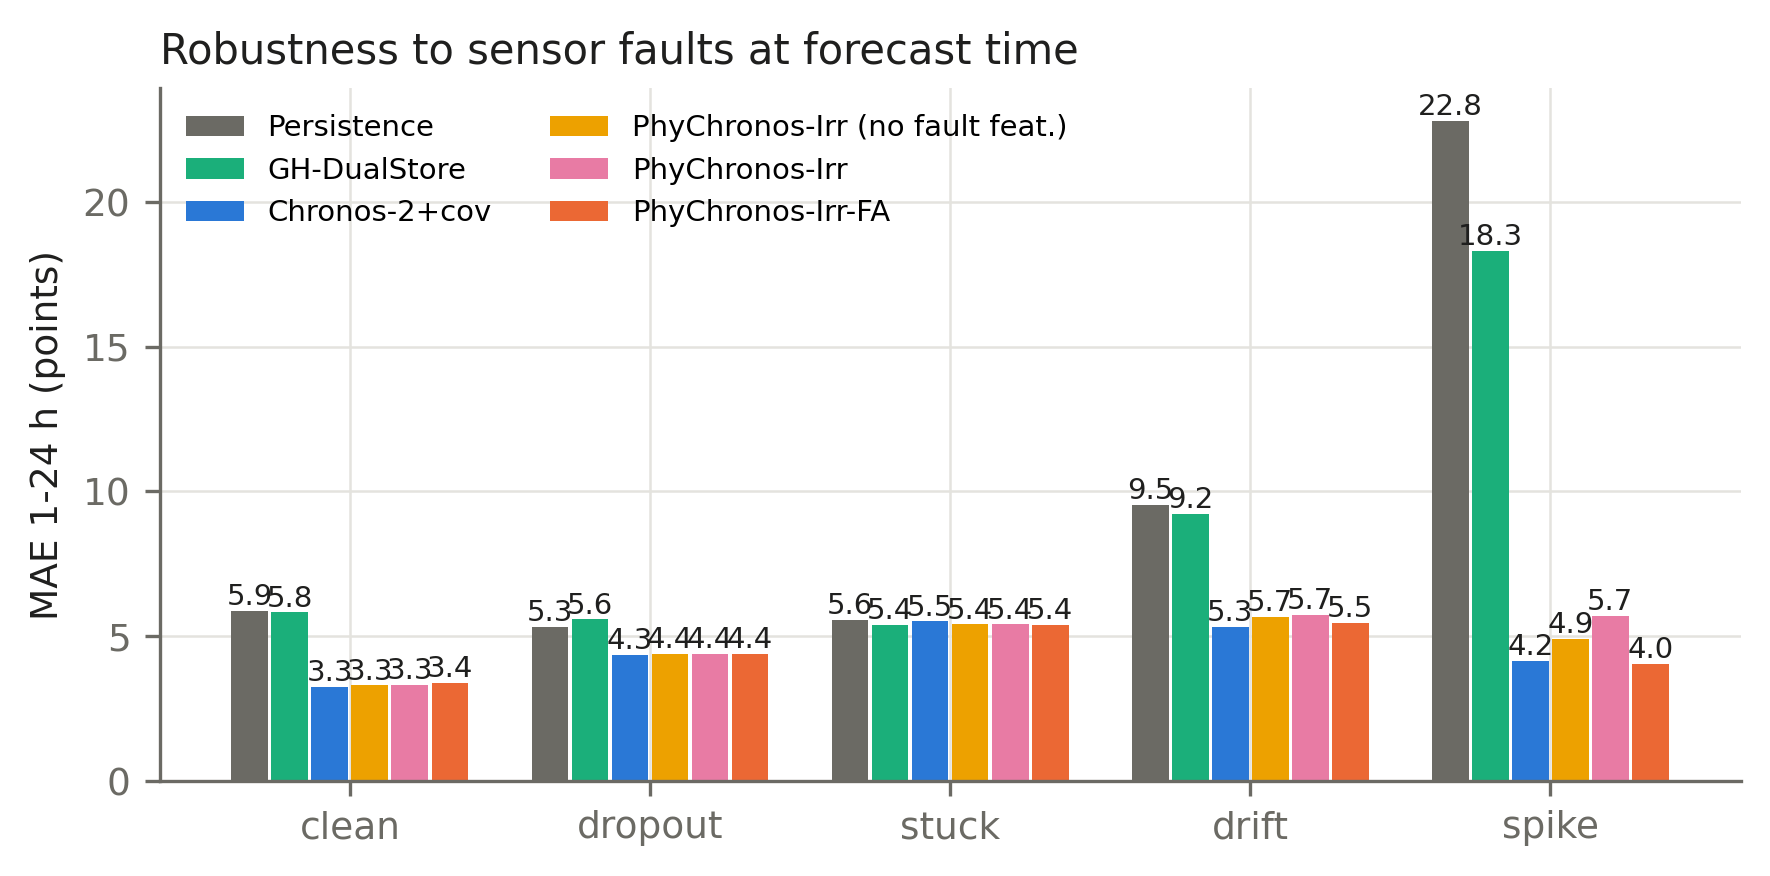 Robustness to sensor faults at forecast time
Persistence
GH-DualStore
Chronos-2+cov
PhyChronos-Irr (no fault feat.)
PhyChronos-Irr
PhyChronos-Irr-FA
MAE 1-24 h (points)
20
15
10
5
0
5.9 5.8 3.3 3.3 3.3 3.4
5.3 5.6 4.3 4.4 4.4 4.4
5.6 5.4 5.5 5.4 5.4 5.4
9.5 9.2 5.3 5.7 5.7 5.5
22.8 18.3 4.2 4.9 5.7 4.0
clean dropout stuck drift spike